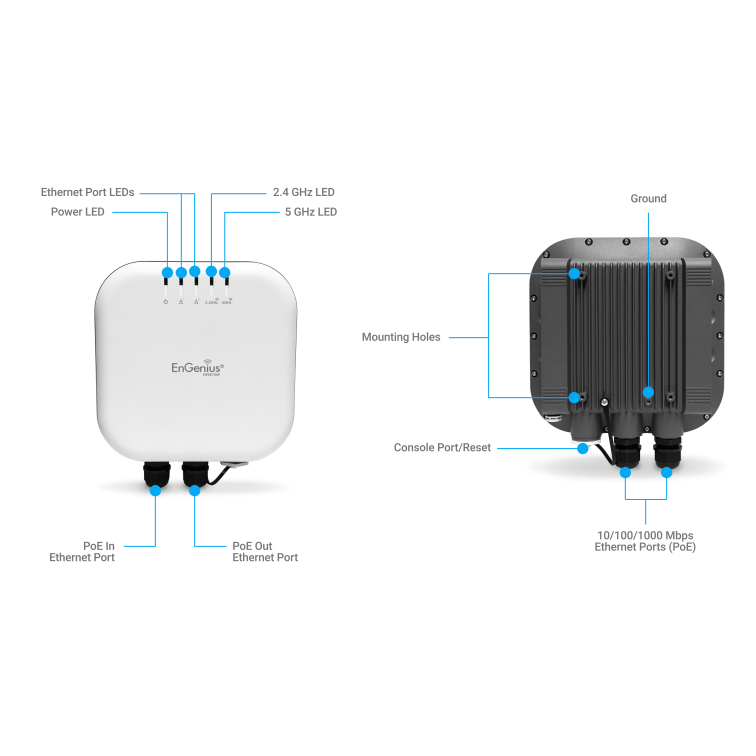 Ethernet Port LEDs
2.4 GHz LED
Power LED
5 GHz LED
EnGenius®
PoE In
Ethernet Port
PoE Out
Ethernet Port
Ground
Mounting Holes
Console Port/Reset
10/100/1000 Mbps
Ethernet Ports (PoE)